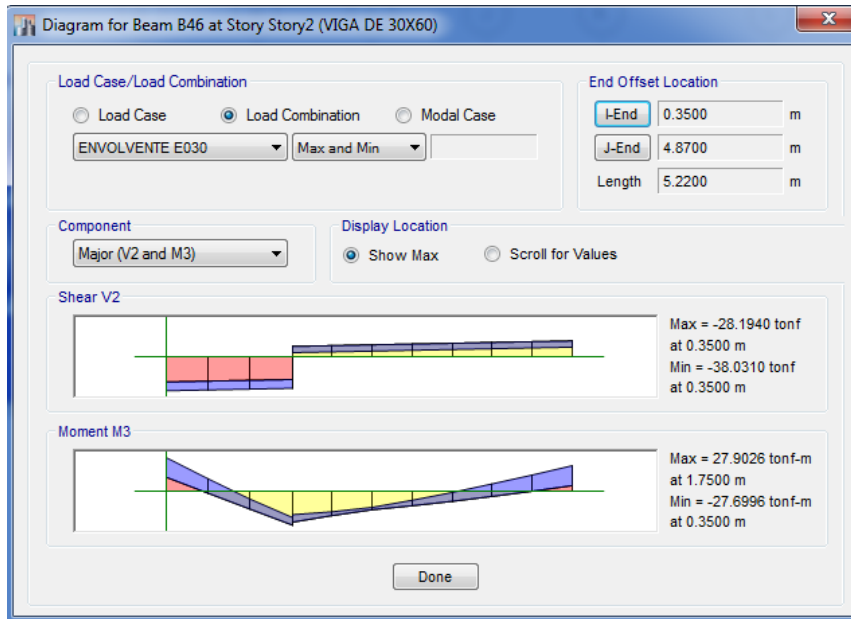 Diagram for Beam B46 at Story Story2 (VIGA DE 30X60)
X
Load Case/Load Combination
Load Case Load Combination Modal Case
ENVOLVENTE E030 Max and Min
End Offset Location
I-End 0.3500 m
J-End 4.8700 m
Length 5.2200 m
Component
Major (V2 and M3)
Display Location
Show Max Scroll for Values
Shear V2
Max = -28.1940 tonf
at 0.3500 m
Min = -38.0310 tonf
at 0.3500 m
Moment M3
Max = 27.9026 tonf-m
at 1.7500 m
Min = -27.6996 tonf-m
at 0.3500 m
Done